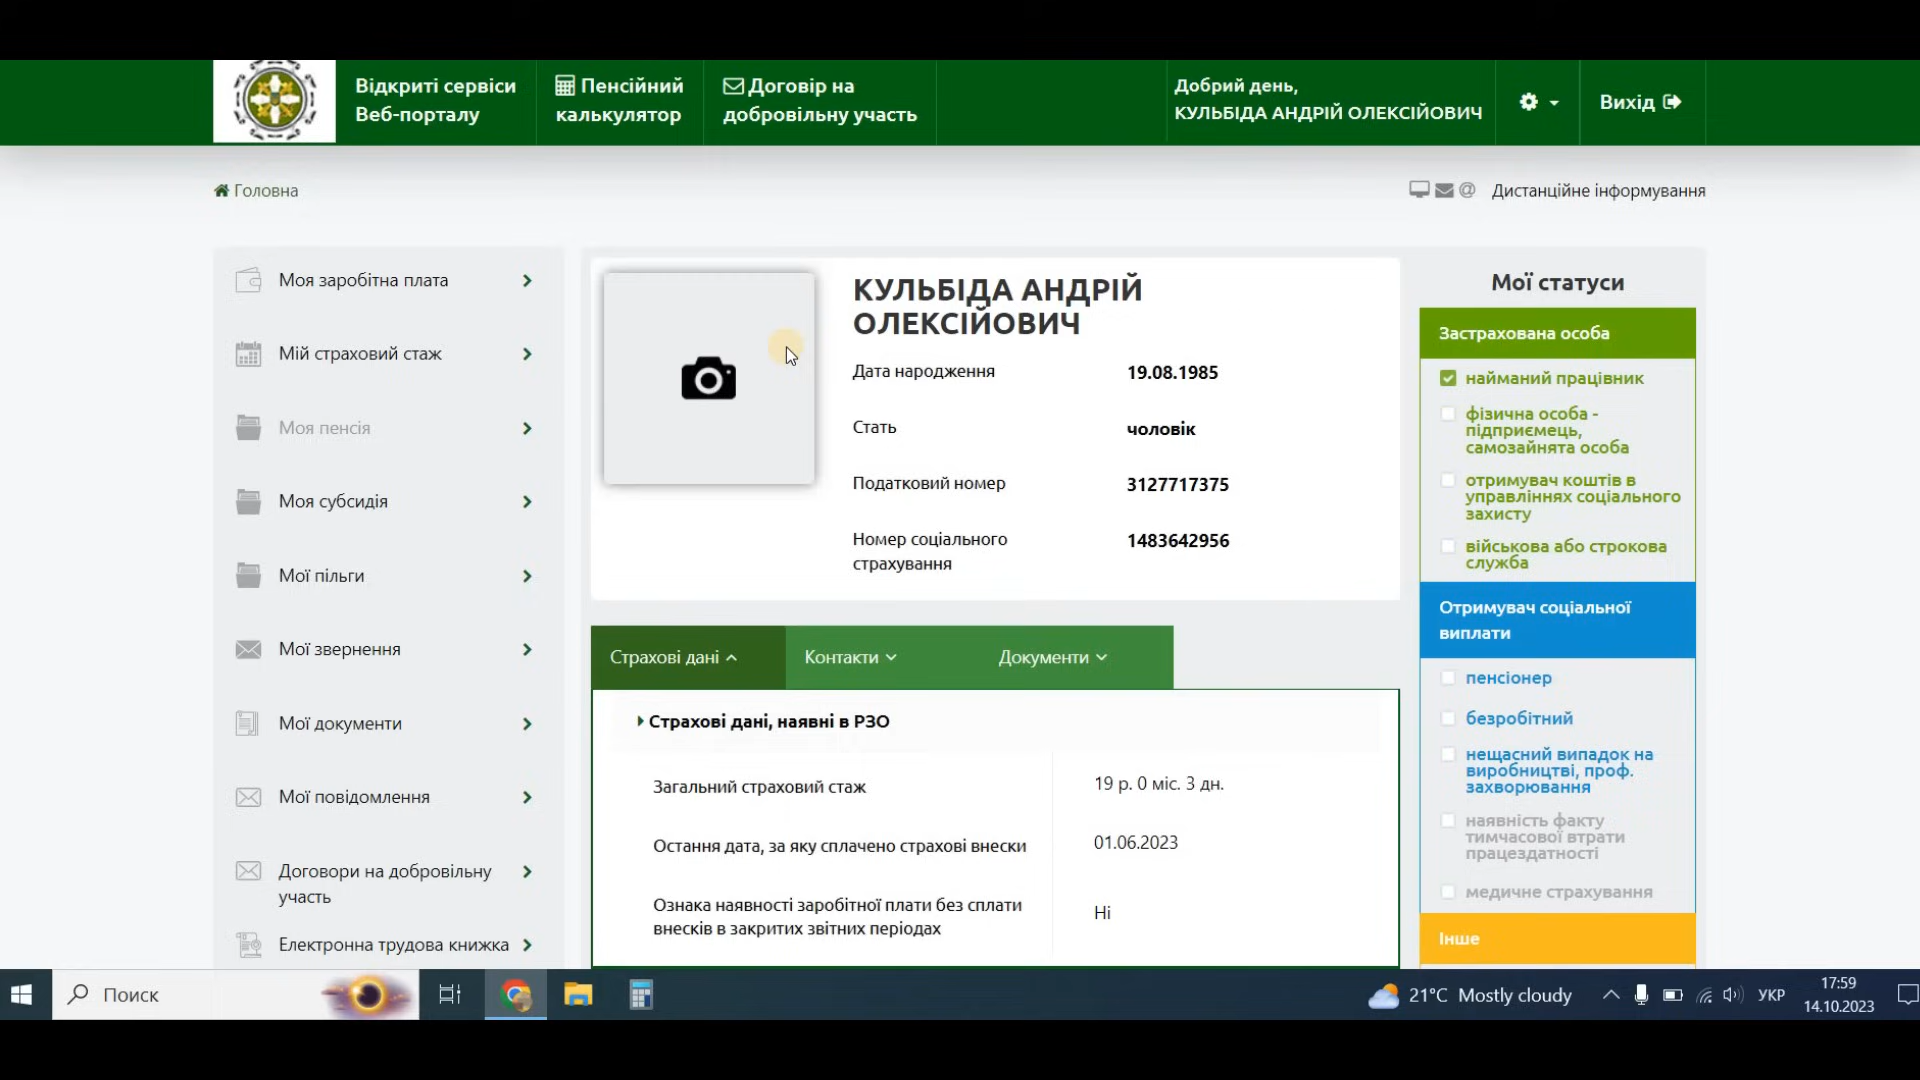 Відкриті сервіси
Веб-порталу
Пенсійний
калькулятор
Договір на
добровільну участь
Добрий день,
КУЛЬБІДА АНДРІЙ ОЛЕКСІЙОВИЧ
Вихід
Головна
@ Дистанційне інформування
Моя заробітна плата
Мій страховий стаж
Моя пенсія
Моя субсидія
Мої пільги
Мої звернення
Мої документи
Мої повідомлення
Договори на добровільну
участь
Електронна трудова книжка
КУЛЬБІДА АНДРІЙ
ОЛЕКСІЙОВИЧ
Дата народження 19.08.1985
Стать чоловік
Податковий номер 3127717375
Номер соціального
страхування
1483642956
Страхові дані
Контакти
Документи
Страхові дані, наявні в РЗО
Загальний страховий стаж 19 р. 0 міс. 3 дн.
Остання дата, за яку сплачено страхові внески 01.06.2023
Ознака наявності заробітної плати без сплати
внесків в закритих звітних періодах
Ні
Мої статуси
Застрахована особа
найманий працівник
фізична особа -
підприємець,
самозайнята особа
отримувач коштів в
управліннях соціального
захисту
військова або строкова
служба
Отримувач соціальної
виплати
пенсіонер
безробітний
нещасний випадок на
виробництві, проф.
захворювання
наявність факту
тимчасової втрати
працездатності
медичне страхування
Інше
Поиск
21°C Mostly cloudy
УКР
17:59
14.10.2023